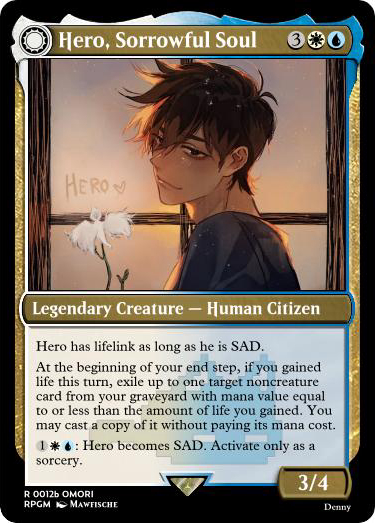 Hero, Sorrowful Soul 3
HERO
Legendary Creature — Human Citizen
Hero has lifelink as long as he is SAD.
At the beginning of your end step, if you gained
life this turn, exile up to one target noncreature
card from your graveyard with mana value equal
to or less than the amount of life you gained. You
may cast a copy of it without paying its mana cost.
1 : Hero becomes SAD. Activate only as a
sorcery.
3/4
R 0012b OMORI
RPGM Mawfische
Denny